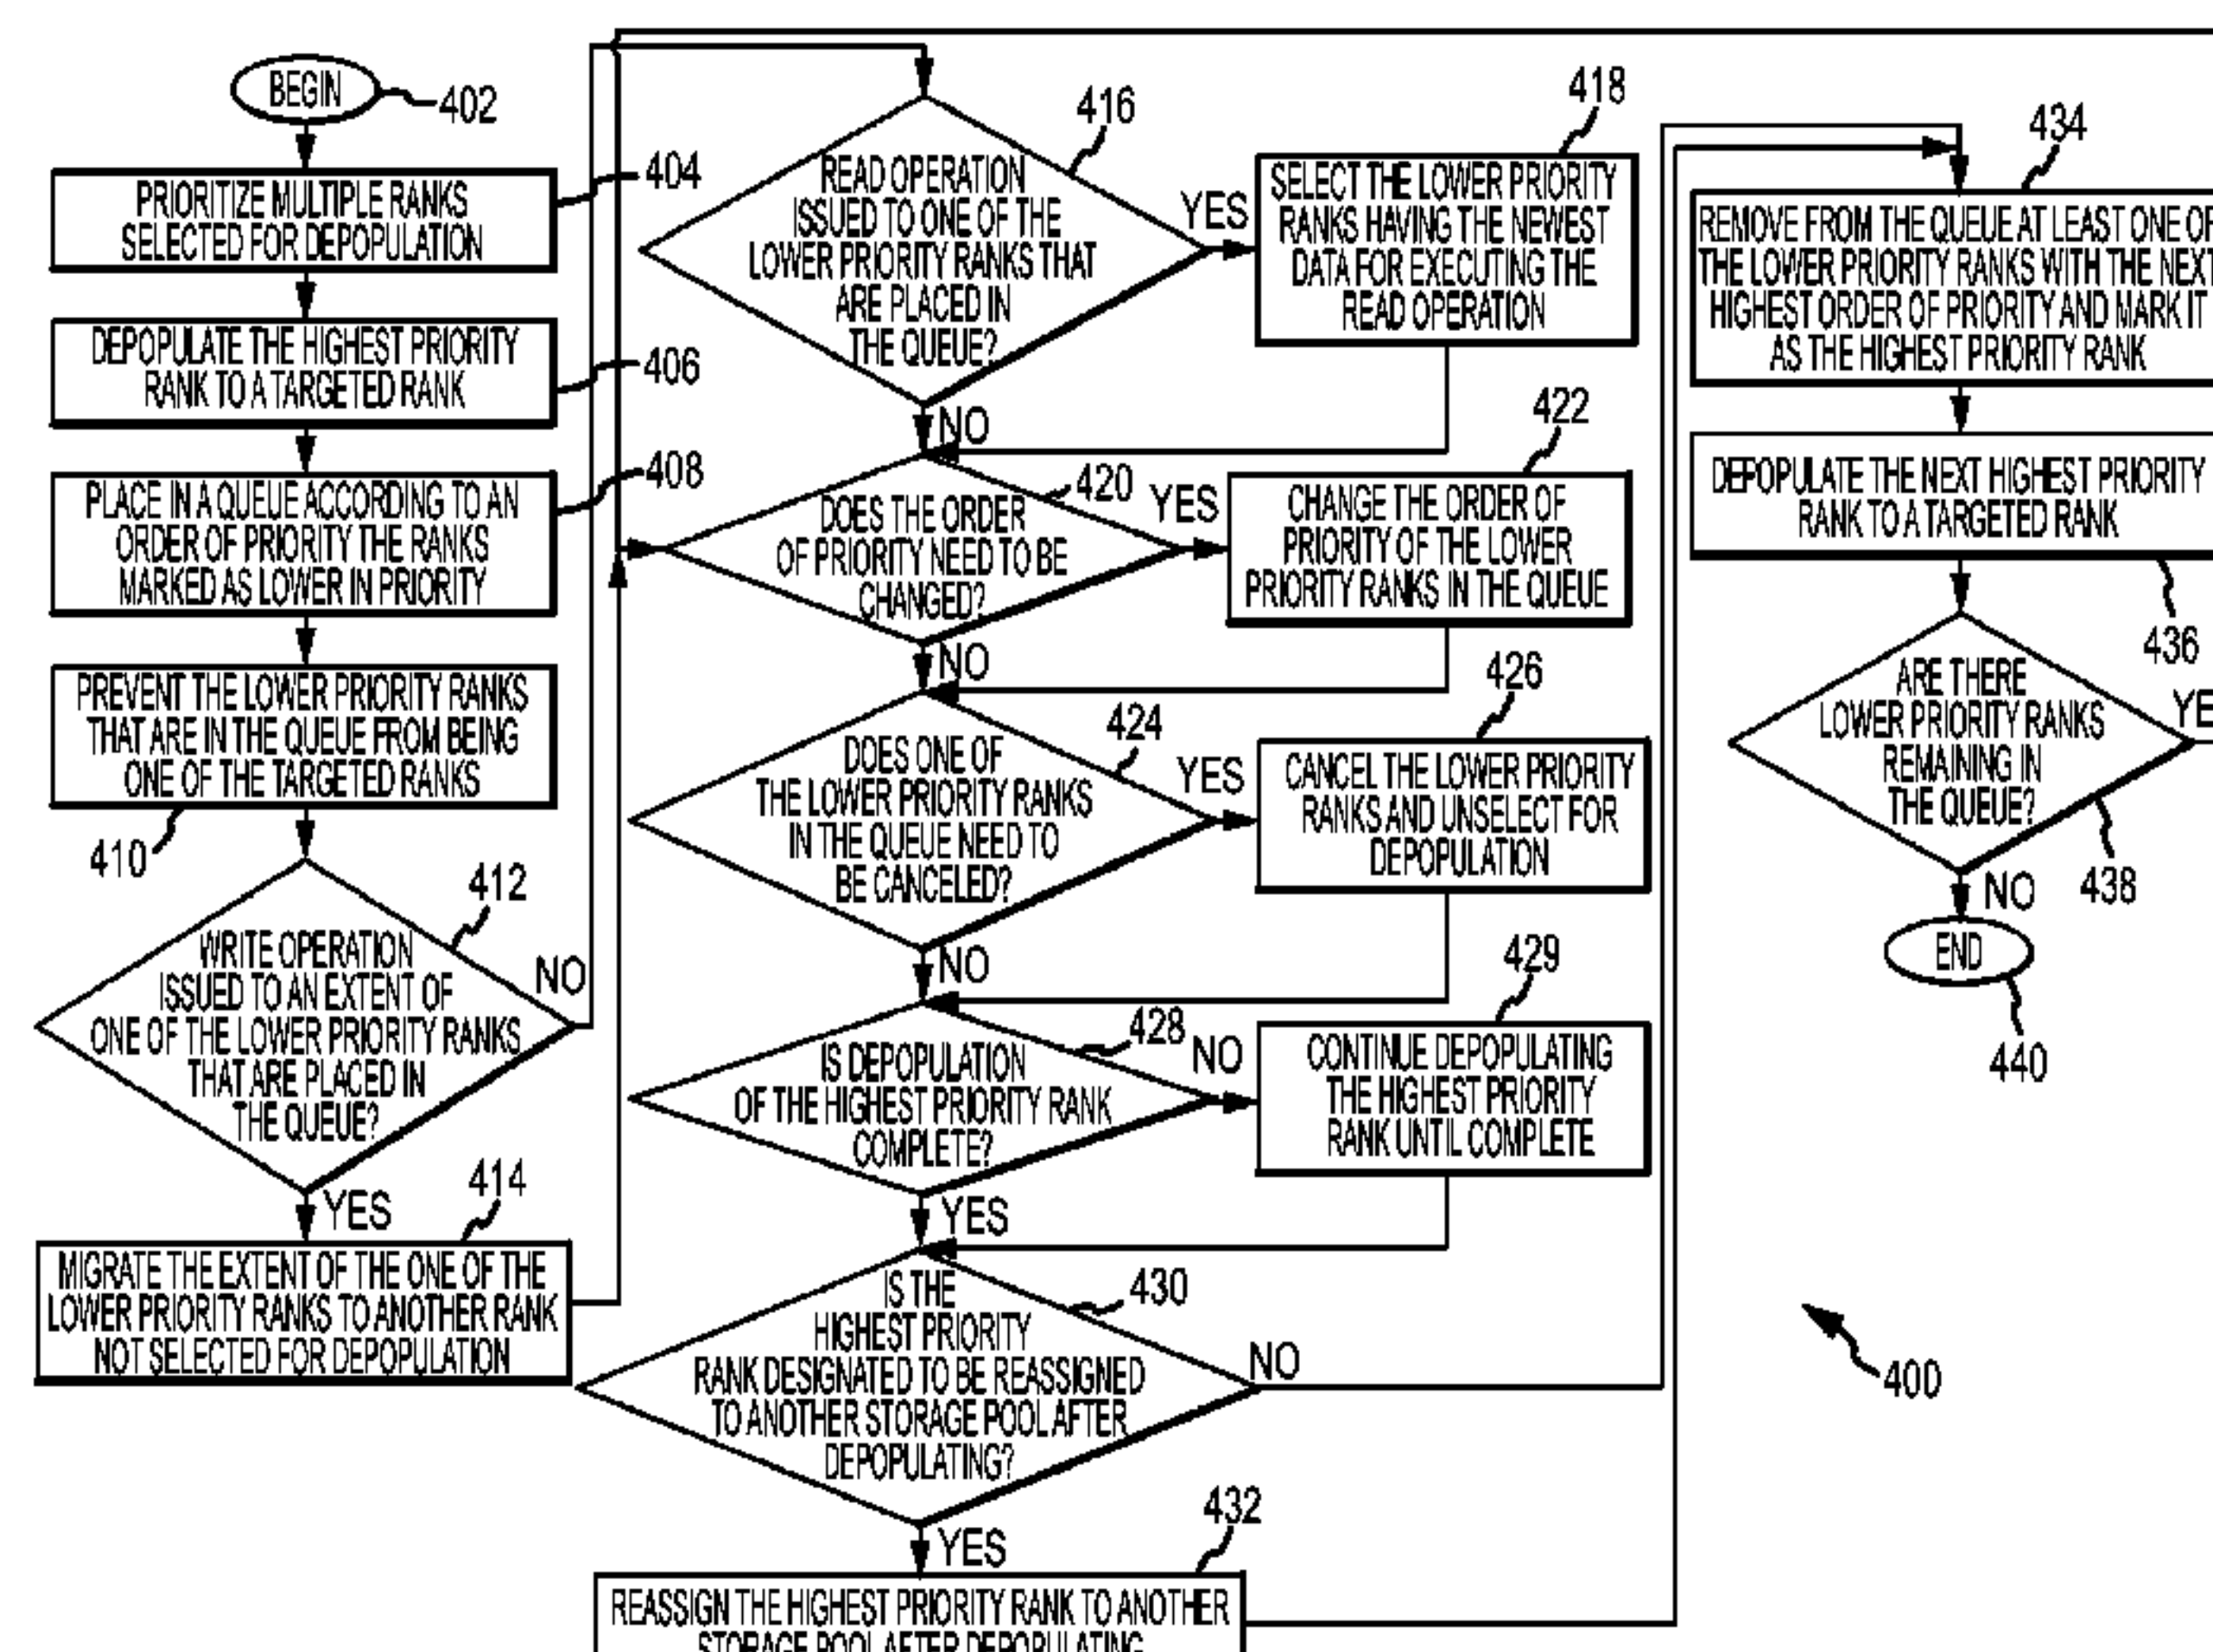 BEGIN
402
PRIORITIZE MULTIPLE RANKS
SELECTED FOR DEPOPULATION
404
DEPOPULATE THE HIGHEST PRIORITY
RANK TO A TARGETED RANK
406
PLACE IN A QUEUE ACCORDING TO AN
ORDER OF PRIORITY THE RANKS
MARKED AS LOWER IN PRIORITY
408
PREVENT THE LOWER PRIORITY RANKS
THAT ARE IN THE QUEUE FROM BEING
ONE OF THE TARGETED RANKS
410
412
WRITE OPERATION
ISSUED TO AN EXTENT OF
ONE OF THE LOWER PRIORITY RANKS
THAT ARE PLACED IN
THE QUEUE?
NO
YES
414
MIGRATE THE EXTENT OF THE ONE OF THE
LOWER PRIORITY RANKS TO ANOTHER RANK
NOT SELECTED FOR DEPOPULATION
416
READ OPERATION
ISSUED TO ONE OF THE
LOWER PRIORITY RANKS THAT
ARE PLACED IN
THE QUEUE?
YES
NO
418
SELECT THE LOWER PRIORITY
RANKS HAVING THE NEWEST
DATA FOR EXECUTING THE
READ OPERATION
420
DOES THE ORDER
OF PRIORITY NEED TO BE
CHANGED?
YES
NO
422
CHANGE THE ORDER OF
PRIORITY OF THE LOWER
PRIORITY RANKS IN THE QUEUE
424
DOES ONE OF
THE LOWER PRIORITY RANKS
IN THE QUEUE NEED TO
BE CANCELED?
YES
NO
426
CANCEL THE LOWER PRIORITY
RANKS AND UNSELECT FOR
DEPOPULATION
428
IS DEPOPULATION
OF THE HIGHEST PRIORITY RANK
COMPLETE?
NO
YES
429
CONTINUE DEPOPULATING
THE HIGHEST PRIORITY
RANK UNTIL COMPLETE
430
IS THE
HIGHEST PRIORITY
RANK DESIGNATED TO BE REASSIGNED
TO ANOTHER STORAGE POOL AFTER
DEPOPULATING?
NO
YES
432
REASSIGN THE HIGHEST PRIORITY RANK TO ANOTHER
STORAGE POOL AFTER DEPOPULATING
434
REMOVE FROM THE QUEUE AT LEAST ONE OF
THE LOWER PRIORITY RANKS WITH THE NEXT
HIGHEST ORDER OF PRIORITY AND MARK IT
AS THE HIGHEST PRIORITY RANK
DEPOPULATE THE NEXT HIGHEST PRIORITY
RANK TO A TARGETED RANK
436
ARE THERE
LOWER PRIORITY RANKS
REMAINING IN
THE QUEUE?
YE
438
NO
END
440
400